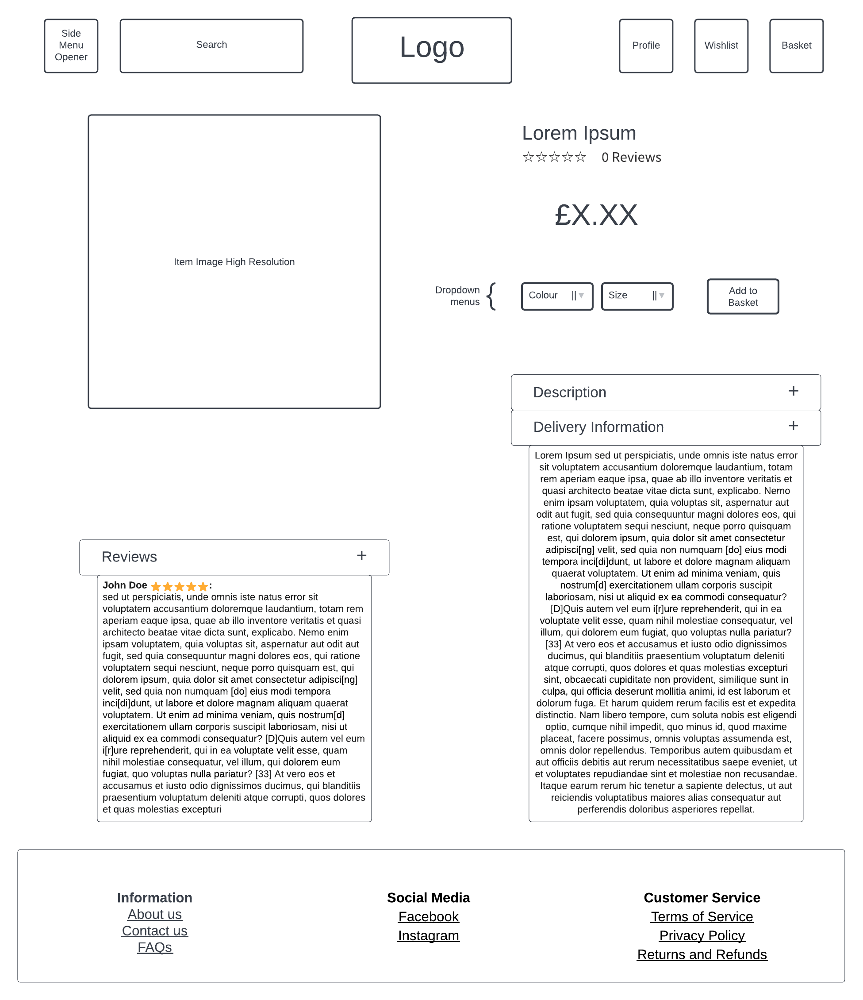 Side
Menu
Opener
Search
Logo
Profile
Wishlist
Basket
Item Image High Resolution
Lorem Ipsum
☆☆☆☆☆ 0 Reviews
£X.XX
Dropdown
menus
Colour ||▼
Size ||▼
Add to
Basket
Description +
Delivery Information +
Lorem Ipsum sed ut perspiciatis, unde omnis iste natus error
sit voluptatem accusantium doloremque laudantium, totam
rem aperiam eaque ipsa, quae ab illo inventore veritatis et
quasi architecto beatae vitae dicta sunt, explicabo. Nemo
enim ipsam voluptatem, quia voluptas sit, aspernatur aut
odit aut fugit, sed quia consequuntur magni dolores eos, qui
ratione voluptatem sequi nesciunt, neque porro quisquam
est, qui dolorem ipsum, quia dolor sit amet consectetur
adipisci[ng] velit, sed quia non numquam [do] eius modi
tempora inci[di]dunt, ut labore et dolore magnam aliquam
quaerat voluptatem. Ut enim ad minima veniam, quis
nostrum[d] exercitationem ullam corporis suscipit
laboriosam, nisi ut aliquid ex ea commodi consequatur?
[D]Quis autem vel eum i[r]ure reprehenderit, qui in ea
voluptate velit esse, quam nihil molestiae consequatur, vel
illum, qui dolorem eum fugiat, quo voluptas nulla pariatur?
[33] At vero eos et accusamus et iusto odio dignissimos
ducimus, qui blanditiis praesentium voluptatum deleniti
atque corrupti, quos dolores et quas molestias excepturi
sint, obcaecati cupiditate non provident, similique sunt in
culpa, qui officia deserunt mollitia animi, id est laborum et
dolorum fuga. Et harum quidem rerum facilis est et expedita
distinctio. Nam libero tempore, cum soluta nobis est eligendi
optio, cumque nihil impedit, quo minus id, quod maxime
placeat, facere possimus, omnis voluptas assumenda est,
omnis dolor repellendus. Temporibus autem quibusdam et
aut officiis debitis aut rerum necessitatibus saepe eveniet, ut
et voluptates repudiandae sint et molestiae non recusandae.
Itaque earum rerum hic tenetur a sapiente delectus, ut aut
reiciendis voluptatibus maiores alias consequatur aut
perferendis doloribus asperiores repellat.
Reviews +
John Doe ⭐⭐⭐⭐⭐:
sed ut perspiciatis, unde omnis iste natus error sit
voluptatem accusantium doloremque laudantium, totam rem
aperiam eaque ipsa, quae ab illo inventore veritatis et quasi
architecto beatae vitae dicta sunt, explicabo. Nemo enim
ipsam voluptatem, quia voluptas sit, aspernatur aut odit aut
fugit, sed quia consequuntur magni dolores eos, qui ratione
voluptatem sequi nesciunt, neque porro quisquam est, qui
dolorem ipsum, quia dolor sit amet consectetur adipisci[ng]
velit, sed quia non numquam [do] eius modi tempora
inci[di]dunt, ut labore et dolore magnam aliquam quaerat
voluptatem. Ut enim ad minima veniam, quis nostrum[d]
exercitationem ullam corporis suscipit laboriosam, nisi ut
aliquid ex ea commodi consequatur? [D]Quis autem vel eum
i[r]ure reprehenderit, qui in ea voluptate velit esse, quam
nihil molestiae consequatur, vel illum, qui dolorem eum
fugiat, quo voluptas nulla pariatur? [33] At vero eos et
accusamus et iusto odio dignissimos ducimus, qui blanditiis
praesentium voluptatum deleniti atque corrupti, quos dolores
et quas molestias excepturi
Information
About us
Contact us
FAQs
Social Media
Facebook
Instagram
Customer Service
Terms of Service
Privacy Policy
Returns and Refunds